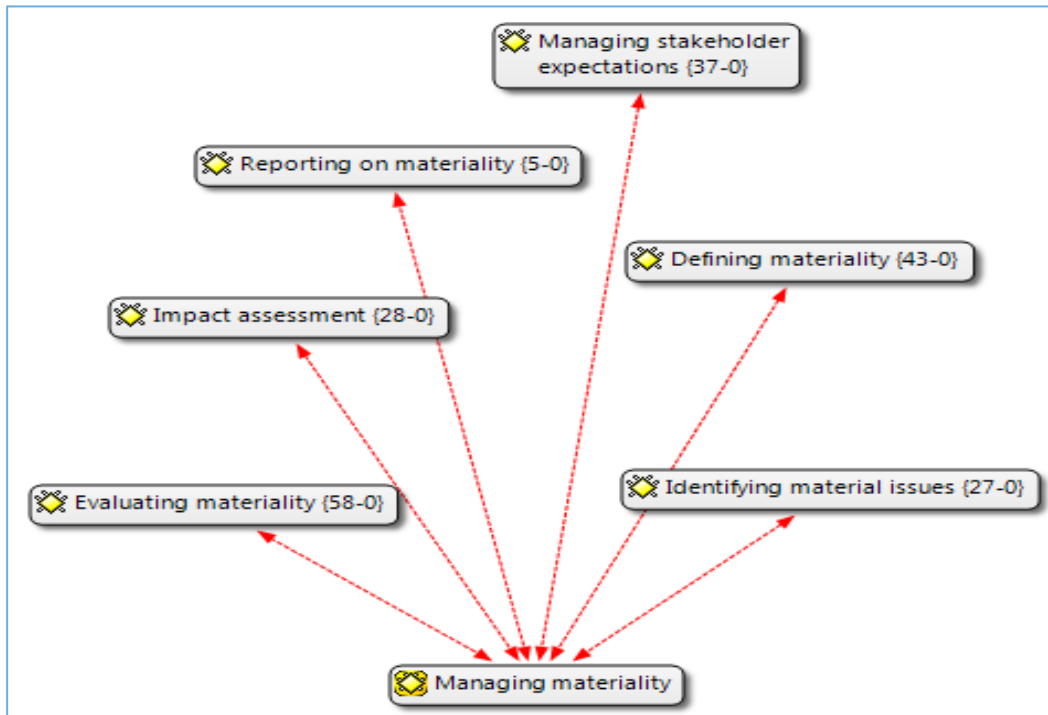 Managing stakeholder
expectations {37-0}
Reporting on materiality {5-0}
Defining materiality {43-0}
Impact assessment {28-0}
Identifying material issues {27-0}
Evaluating materiality {58-0}
Managing materiality